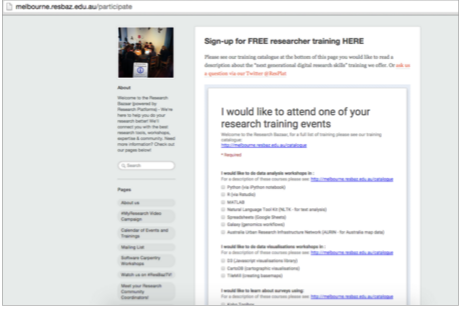 melbourne.resbaz.edu.au/participate
Sign-up for FREE researcher training HERE
Please see our training catalogue at the bottom of this page you would like to read a
description about the "next generational digital research skills" training we offer. Or ask us
a question via our Twitter @ResPlat
About
Welcome to the Research
Bazaar (powered by
Research Platforms) - We're
here to help you do your
research better! We'll
connect you with the best
research tools, workshops,
expertise & community. Need
more information? Check out
our pages below!
Search
Pages
About us
#MyResearch Video
Campaign
Calendar of Events and
Trainings
Mailing List
Software Carpentry
Workshops
Watch us on #ResBazTV!
Meet your Research
Community
Coordinators!
I would like to attend one of your
research training events
Welcome to the Research Bazaar, for a full list of training please see our training
catalogue:
http://melbourne.resbaz.edu.au/catalogue
* Required
I would like to do data analysis workshops in :
For a description of these courses please see: http://melbourne.resbaz.edu.au/catalogue
Python (via iPython notebook)
R (via Rstudio)
MATLAB
Natural Language Tool Kit (NLTK - for text analysis)
Spreadsheets (Google Sheets)
Galaxy (genomics workflows)
Australia Urban Research Infrastructure Network (AURIN - for Australia map data)
I would like to do data visualisations workshops in :
For a description of these courses please see: http://melbourne.resbaz.edu.au/catalogue
D3 (Javascript visualisations library)
CartoDB (cartographic visualisations)
TileMill (creating basemaps)
I would like to learn about surveys using:
For a description of these courses please see: http://melbourne.resbaz.edu.au/catalogue